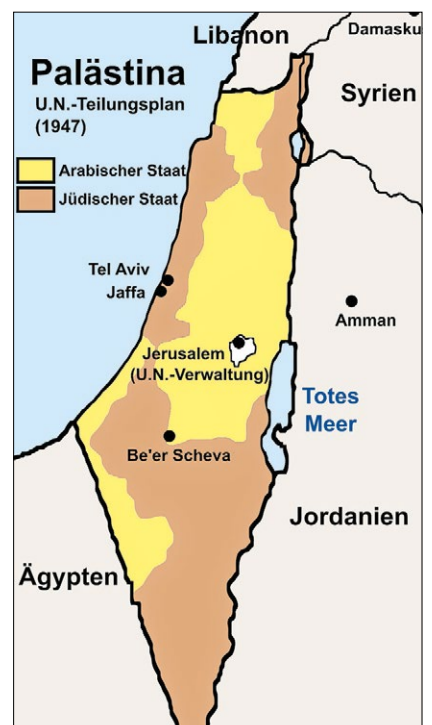 Libanon
Damasku
Palästina
U.N.-Teilungsplan
(1947)
Syrien
Arabischer Staat
Jüdischer Staat
Tel Aviv
Jaffa
Amman
Jerusalem
(U.N.-Verwaltung)
Totes
Meer
Be'er Scheva
Jordanien
Ägypten